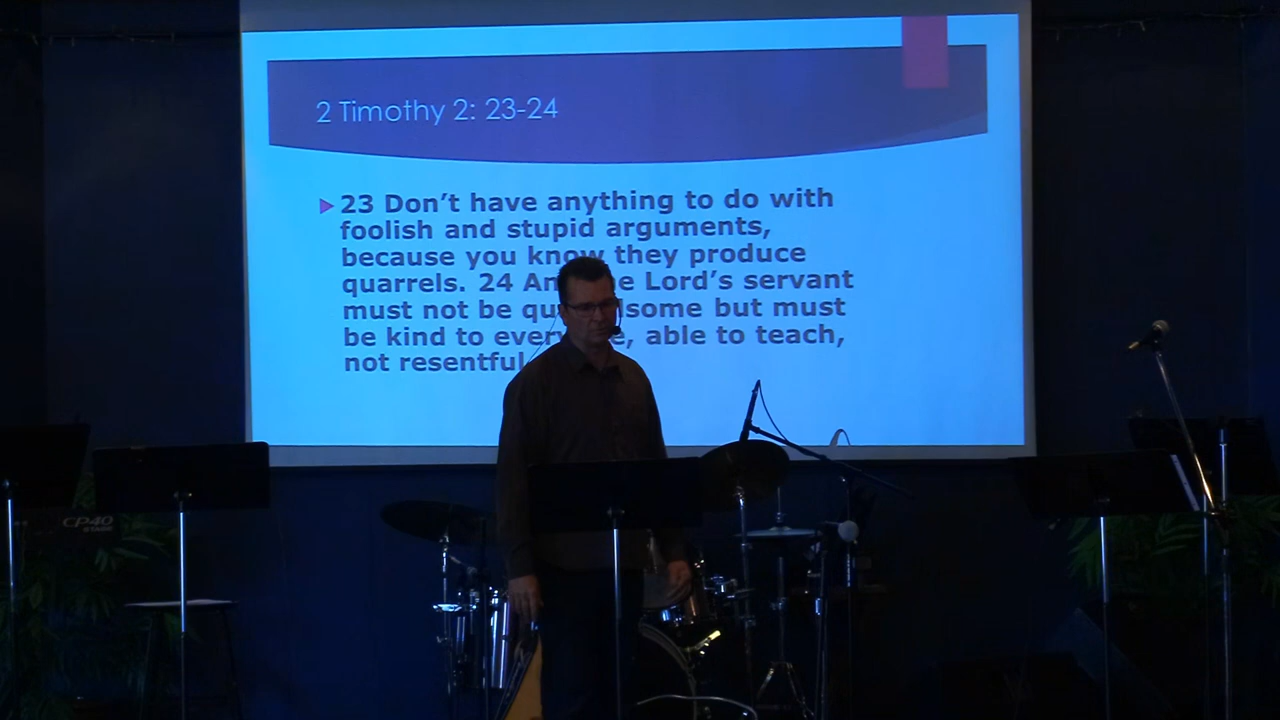 2 Timothy 2: 23-24
23 Don't have anything to do with
foolish and stupid arguments,
because you know they produce
quarrels. 24 An e Lord's servant
must not be qu some but must
be kind to every e, able to teach,
not resentful
CP40
STAGE